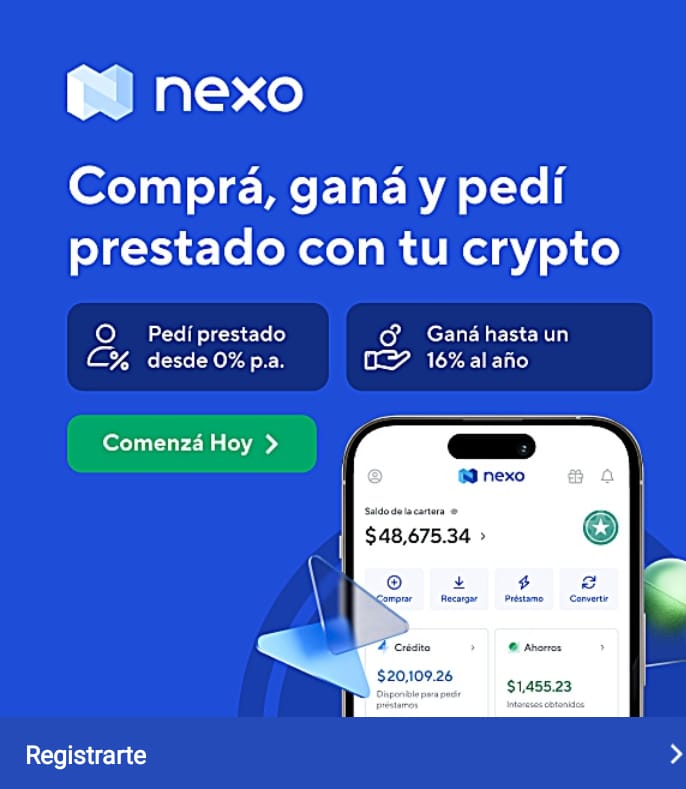 nexo
Comprá, ganá y pedí
prestado con tu crypto
Pedí prestado
desde 0% p.a.
Ganá hasta un
16% al año
Comenzá Hoy
nexo
Saldo de la cartera
$48,675.34
Comprar
Recargar
Préstamo
Convertir
Crédito
$20,109.26
Disponible para pedir
préstamos
Ahorros
$1,455.23
Intereses obtenidos
Registrarte